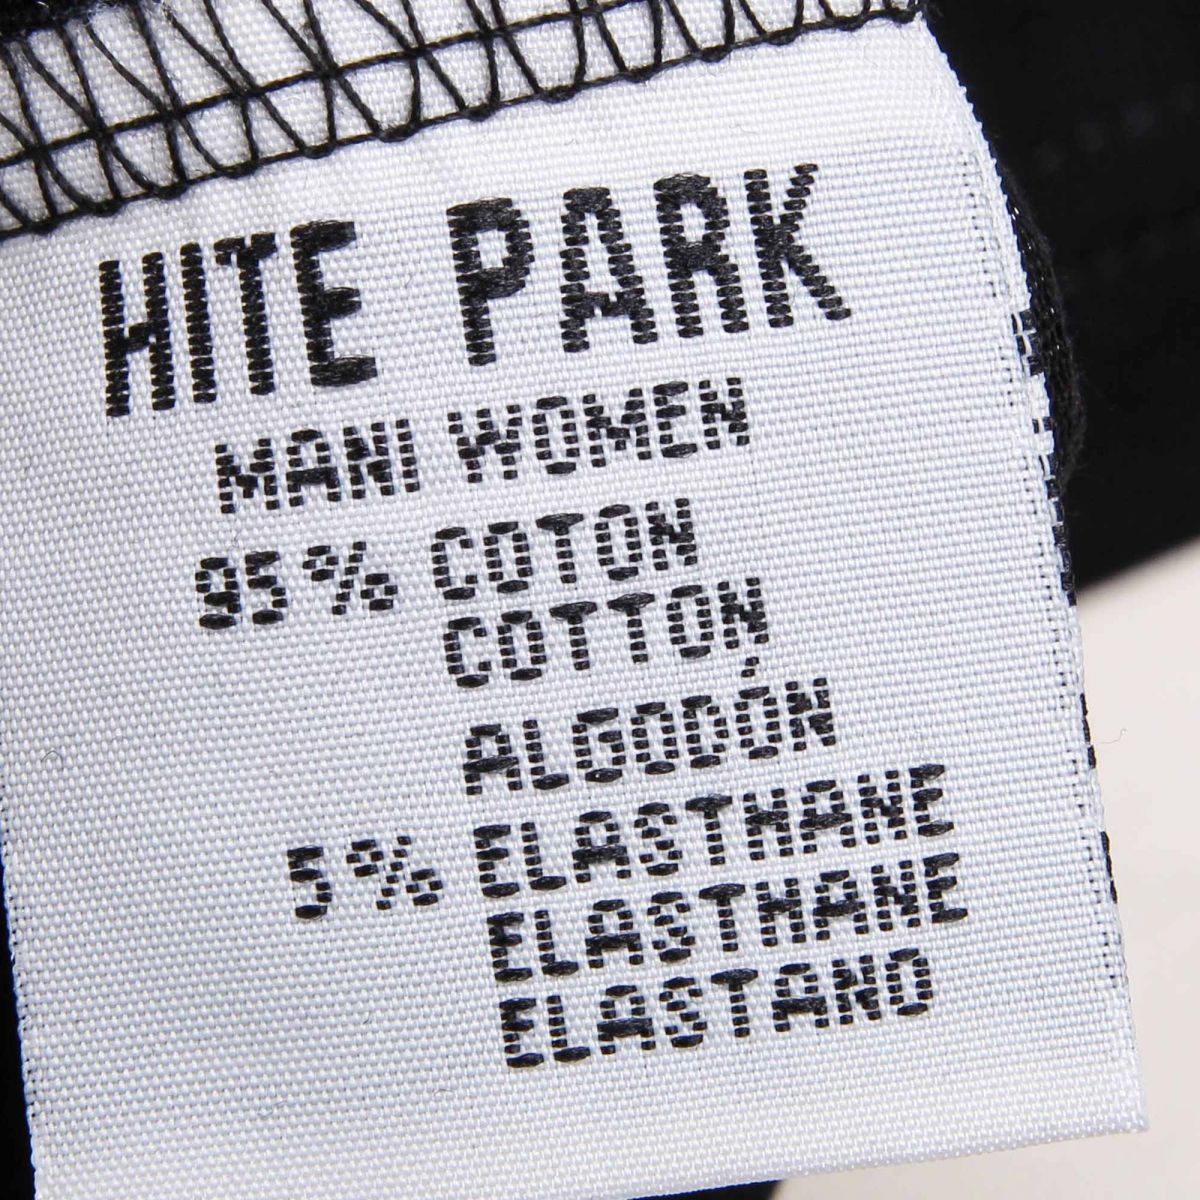 HITE PARK
MANI WOMEN
95% COTON
COTTON
ALGODÓN
5% ELASTHANE
ELASTHANE
ELASTANO